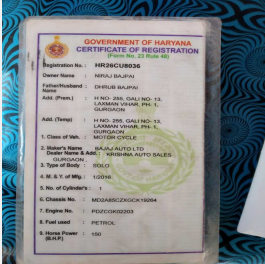 GOVERNMENT OF HARYANA
CERTIFICATE OF REGISTRATION
(Form No. 23 Rule 48)
Registration No. : HR26CU8036
Owner Name : NIRAJ BAJPAI
Father/Husband Name : DHRUB BAJPAI
Add. (Prem.) : H NO- 255, GALI NO- 13,
LAXMAN VIHAR, PH- 1,
GURGAON
Add. (Temp) : H NO- 255, GALI NO- 13,
LAXMAN VIHAR, PH- 1,
GURGAON
1. Class of Veh. : MOTOR CYCLE
2. Maker's Name : BAJAJ AUTO LTD
Dealer Name & Add. : KRISHNA AUTO SALES
GURGAON
3. Type of Body : SOLO
4. M. & Y. of Mfg. : 1/2016
5. No. of Cylinder's : 1
6. Chassis No. :
7. Engine No. :
8. Fuel used : PETROL
9. Horse Power : 150
(B.H.P.)